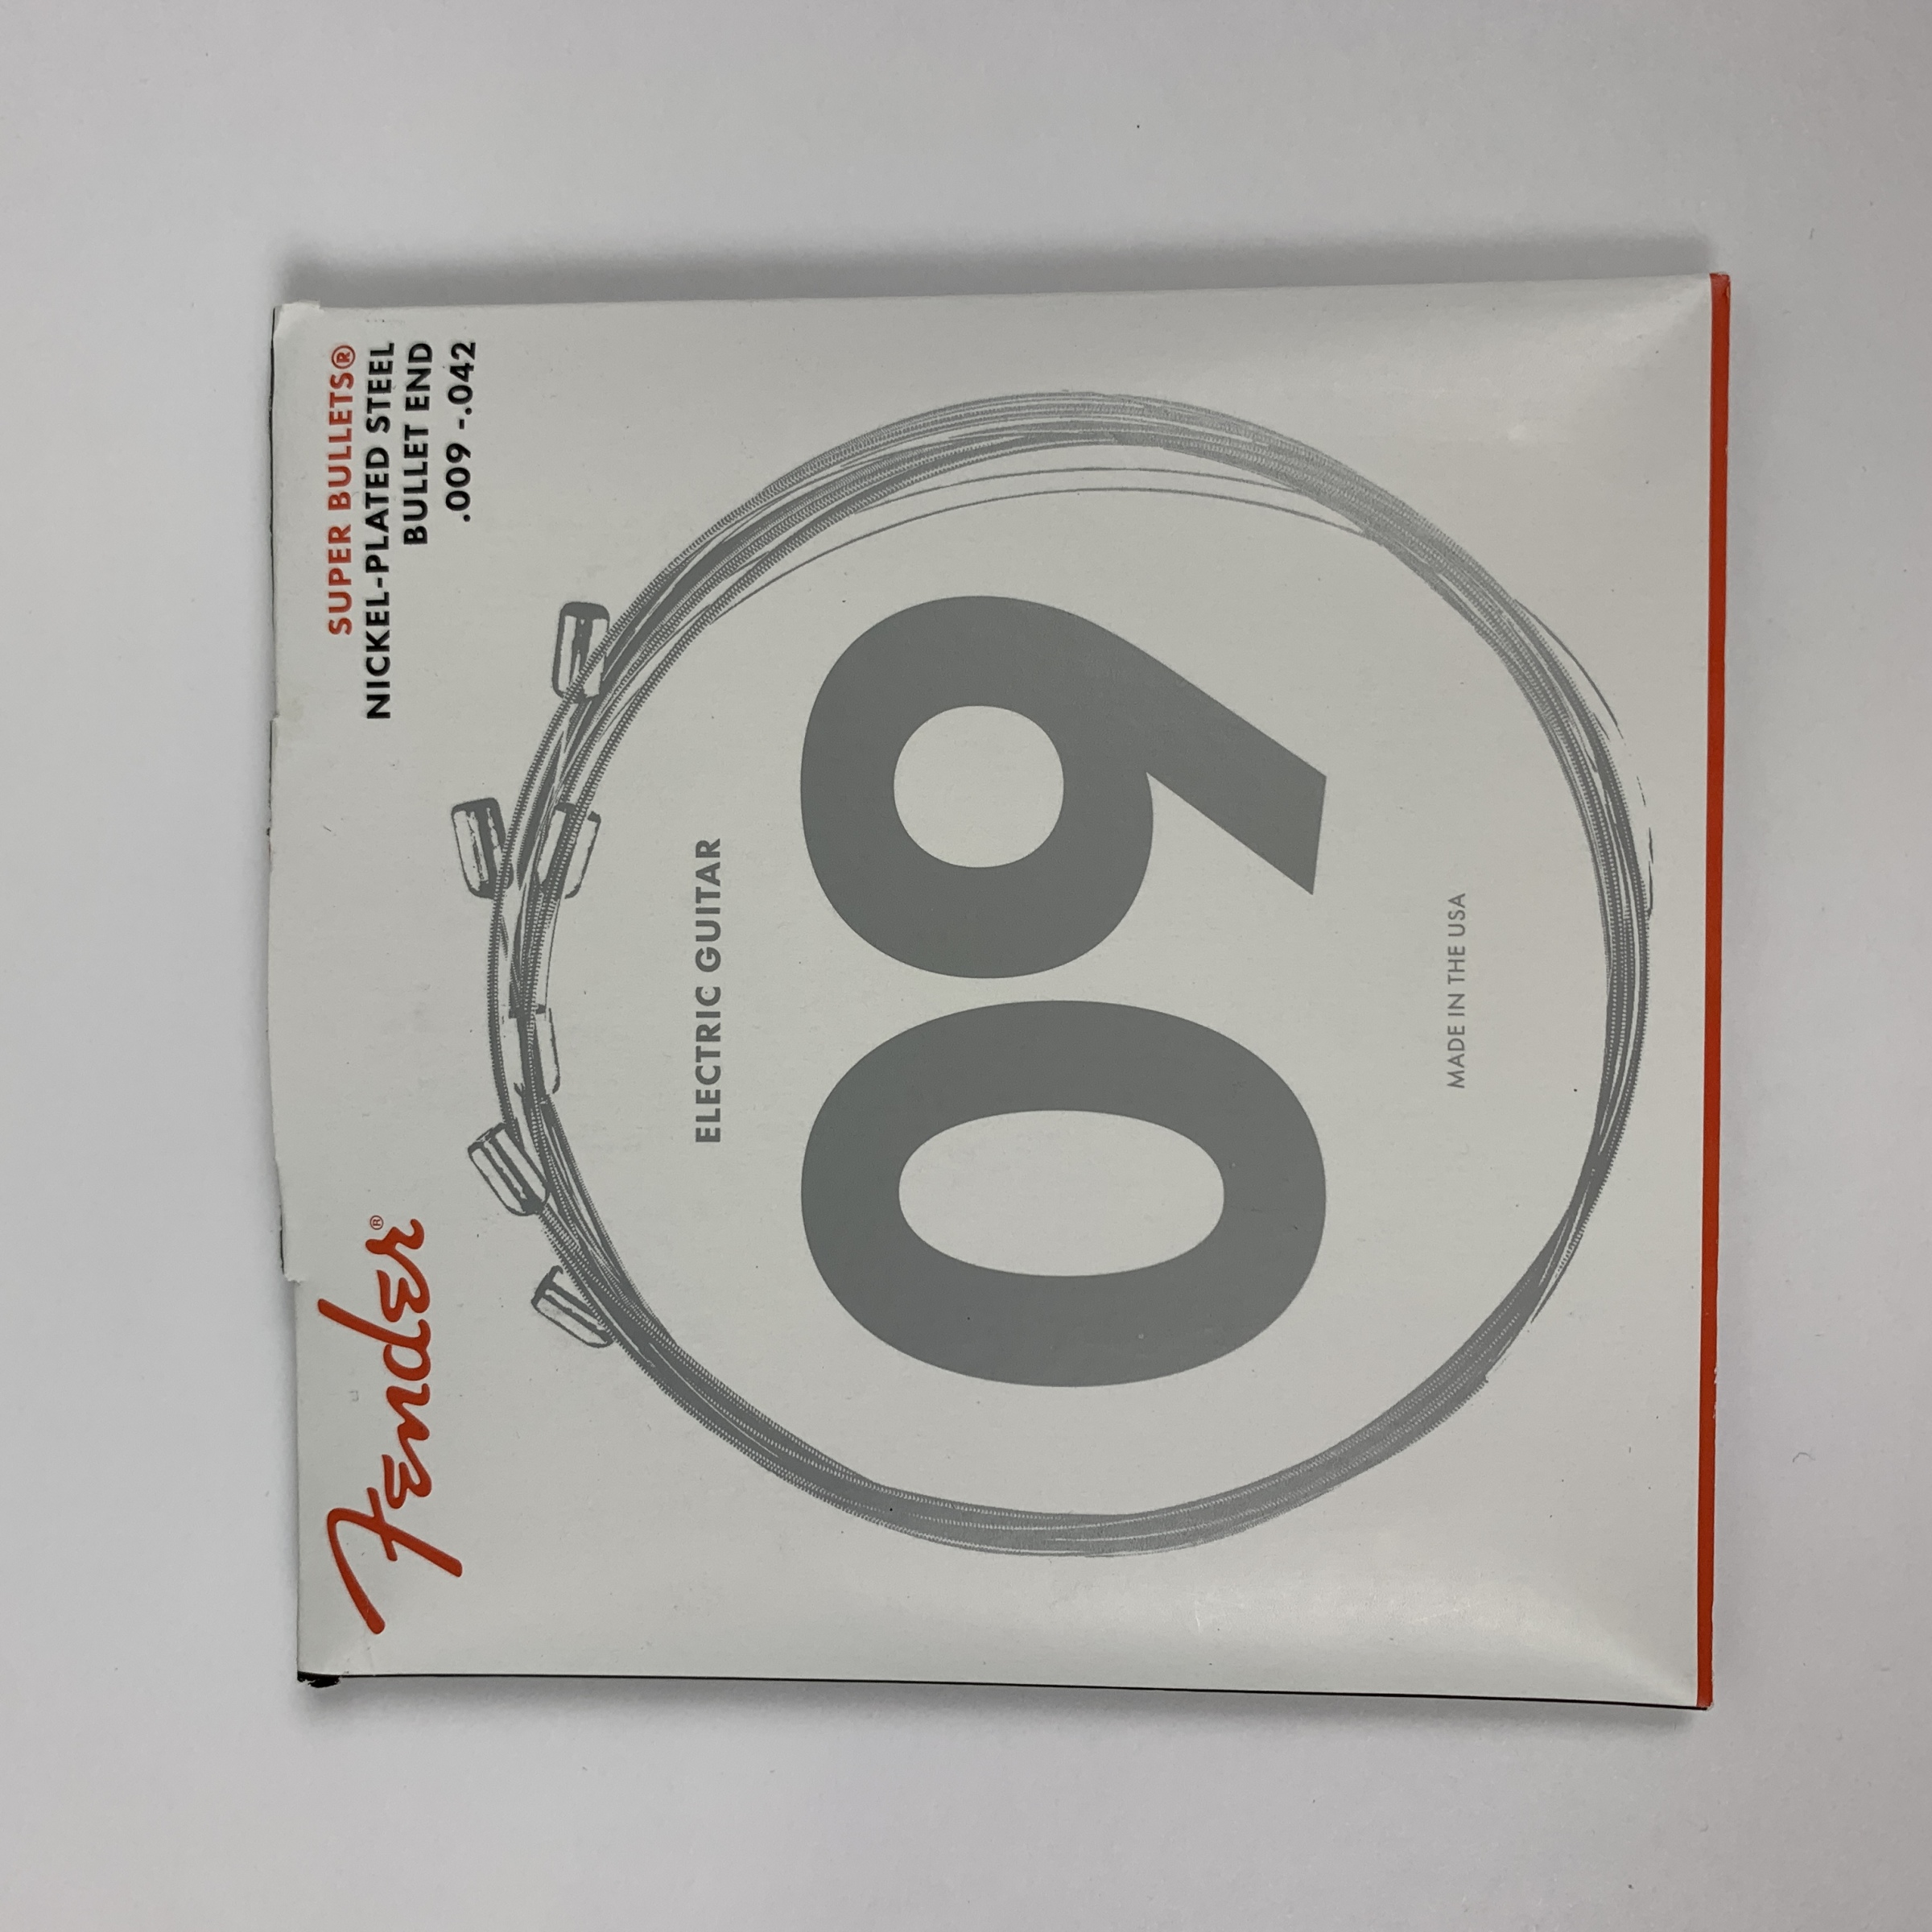 Fender®
SUPER BULLETS®
NICKEL-PLATED STEEL
BULLET END
.009 -.042
ELECTRIC GUITAR
09
MADE IN THE USA